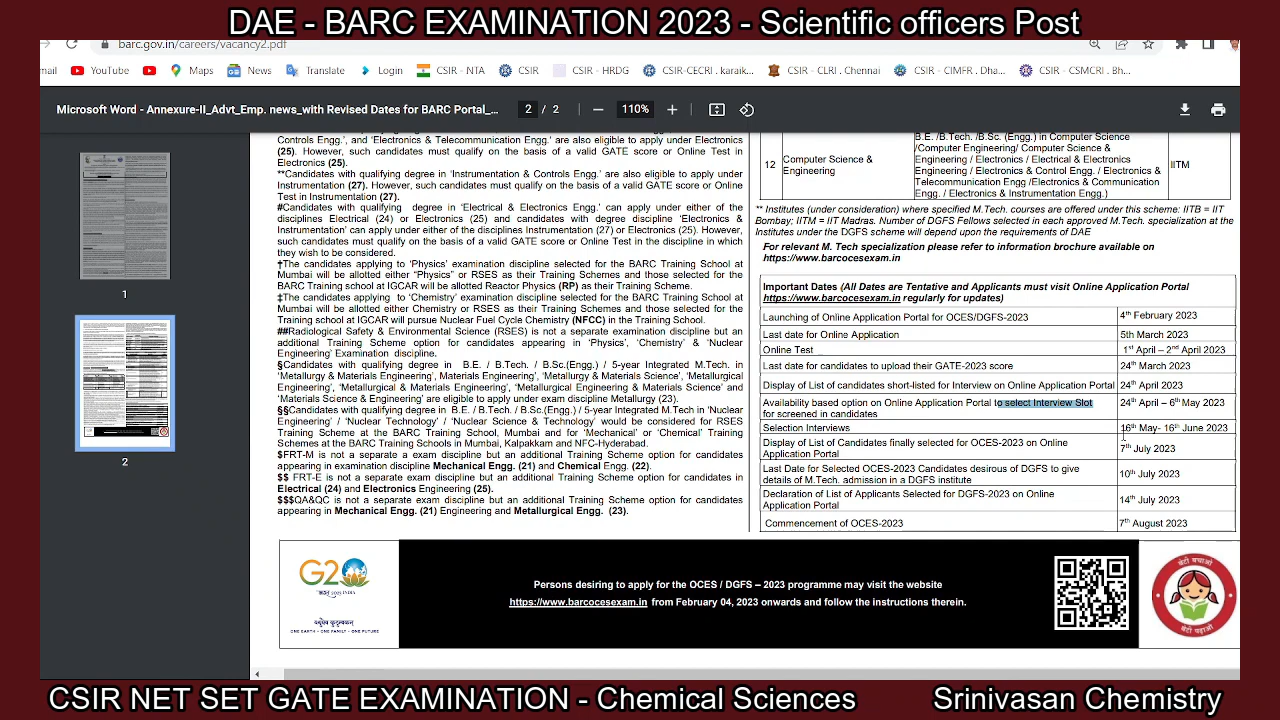 DAE - BARC EXAMINATION 2023 - Scientific officers Post
barc.gov.in/careers/vacancy2.pdf
mail YouTube Maps News Translate Login CSIR - NTA CSIR CSIR - HRDG CSIR-CECRI . karaik... CSIR - CLRI . Chennai CSIR - CIMFR . Dha... CSIR - CSMCRI . Bh...
Microsoft Word - Annexure-II_Advt_Emp. news_with Revised Dates for BARC Portal_... 2 / 2 110%
1
2
Controls Engg.', and 'Electronics & Telecommunication Engg.' are also eligible to apply under Electronics
(25). However, such candidates must qualify on the basis of a valid GATE score or Online Test in
Electronics (25).
**Candidates with qualifying degree in 'Instrumentation & Controls Engg.' are also eligible to apply under
Instrumentation (27). However, such candidates must qualify on the basis of a valid GATE score or Online
Test in Instrumentation (27).
#Candidates with qualifying degree in 'Electrical & Electronics Engg.' can apply under either of the
disciplines Electrical (24) or Electronics (25) and candidates with degree discipline 'Electronics &
Instrumentation' can apply under either of the disciplines Instrumentation (27) or Electronics (25). However,
such candidates must qualify on the basis of a valid GATE score or Online Test in the discipline in which
they wish to be considered.
†The candidates applying to 'Physics' examination discipline selected for the BARC Training School at
Mumbai will be allotted either "Physics" or RSES as their Training Schemes and those selected for the
BARC Training school at IGCAR will be allotted Reactor Physics (RP) as their Training Scheme.
‡The candidates applying to 'Chemistry' examination discipline selected for the BARC Training School at
Mumbai will be allotted either Chemistry or RSES as their Training Schemes and those selected for the
Training school at IGCAR will pursue Nuclear Fuel Cycle Chemistry (NFCC) in the Training School.
##Radiological Safety & Environmental Science (RSES) is not a separate examination discipline but an
additional Training Scheme option for candidates appearing in 'Physics', 'Chemistry' & 'Nuclear
Engineering' Examination discipline.
§Candidates with qualifying degree in B.E. / B.Tech. / B.Sc.(Engg.) / 5-year Integrated M.Tech. in
'Metallurgy & Materials Engineering', 'Materials Engineering', 'Metallurgy & Materials Science', 'Metallurgical
Engineering', 'Metallurgical & Materials Engineering', 'Metallurgical Engineering & Materials Science' and
'Materials Science & Engineering' are eligible to apply under exam discipline Metallurgy (23).
§§Candidates with qualifying degree in B.E. / B.Tech. / B.Sc. (Engg.) / 5-year Integrated M.Tech in 'Nuclear
Engineering' / 'Nuclear Technology' / 'Nuclear Science & Technology' would be considered for RSES
Training Scheme at the BARC Training School, Mumbai and for 'Mechanical' or 'Chemical' Training
Schemes at the BARC Training Schools in Mumbai, Kalpakkam and NFC-Hyderabad.
$FRT-M is not a separate a exam discipline but an additional Training Scheme option for candidates
appearing in examination discipline Mechanical Engg. (21) and Chemical Engg. (22).
$$ FRT-E is not a separate exam discipline but an additional Training Scheme option for candidates in
Electrical (24) and Electronics Engineering (25).
$$$QA&QC is not a separate exam discipline but an additional Training Scheme option for candidates
appearing in Mechanical Engg. (21) Engineering and Metallurgical Engg. (23).
12 Computer Science & Engineering IITM
B.E. /B.Tech. /B.Sc. (Engg.) in Computer Science
/Computer Engineering/ Computer Science &
Engineering / Electronics / Electrical & Electronics
Engineering / Electronics & Control Engg. / Electronics &
Telecommunication Engg /Electronics & Communication
Engg. / Electronics & Instrumentation Engg.)
** Institutes (under consideration) where specified M.Tech. courses are offered under this scheme: IITB = IIT
Bombay; IITM = IIT Madras. Number of DGFS Fellows selected in each approved M.Tech. specialization at the
Institutes under the DGFS scheme will depend upon the requirements of DAE
For relevant M. Tech specialization please refer to information brochure available on
https://www.barcocesexam.in
Important Dates (All Dates are Tentative and Applicants must visit Online Application Portal
https://www.barcocesexam.in regularly for updates)
Launching of Online Application Portal for OCES/DGFS-2023 4th February 2023
Last date for Online Application 5th March 2023
Online Test 1st April – 2nd April 2023
Last date for candidates to upload their GATE-2023 score 24th March 2023
Display of List of candidates short-listed for Interview on Online Application Portal 24th April 2023
Availability based option on Online Application Portal to select Interview Slot 24th April – 6th May 2023
for screened in candidates
Selection Interviews 16th May- 16th June 2023
Display of List of Candidates finally selected for OCES-2023 on Online 7th July 2023
Application Portal
Last Date for Selected OCES-2023 Candidates desirous of DGFS to give 10th July 2023
details of M.Tech. admission in a DGFS institute
Declaration of List of Applicants Selected for DGFS-2023 on Online 14th July 2023
Application Portal
Commencement of OCES-2023 7th August 2023
G20
भारत 2023 INDIA
वसुधैव कुटुम्बकम्
ONE EARTH • ONE FAMILY • ONE FUTURE
Persons desiring to apply for the OCES / DGFS – 2023 programme may visit the website
https://www.barcocesexam.in from February 04, 2023 onwards and follow the instructions therein.
बेटी बचाओ
बेटी पढ़ाओ
CSIR NET SET GATE EXAMINATION - Chemical Sciences Srinivasan Chemistry